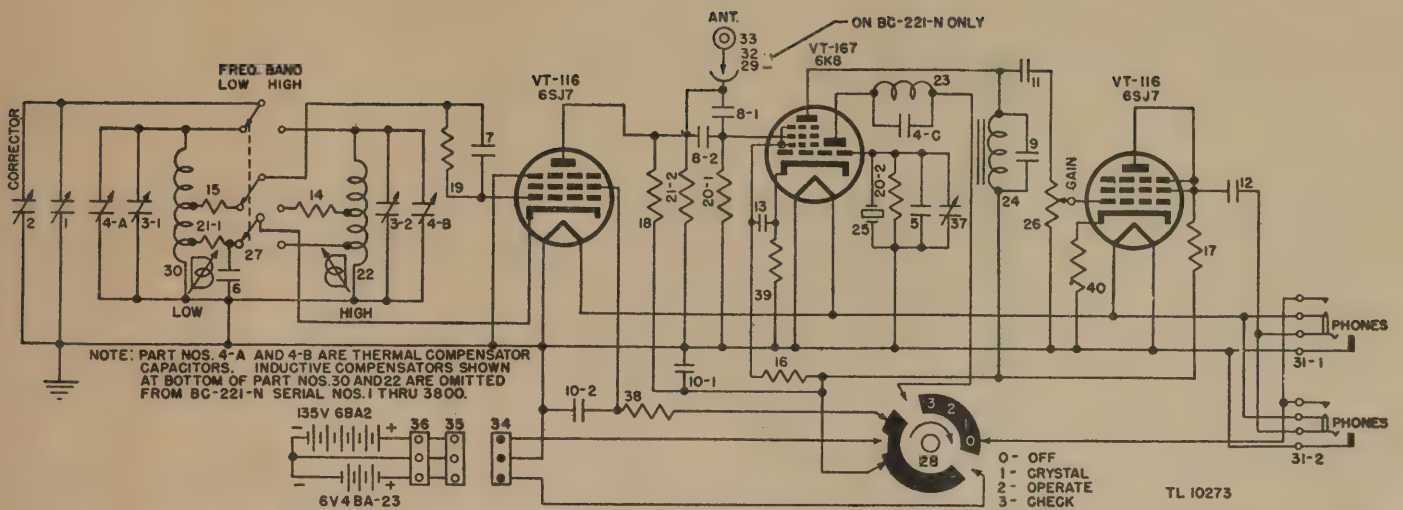 ANT.
33
32
29
ON BC-221-N ONLY
FREQ. BAND
LOW HIGH
VT-116
6SJ7
VT-167
6K8
VT-116
6SJ7
CORRECTOR
2
1
4-A
3-1
15
21-1
30
6
27
14
22
3-2
4-B
19
7
LOW
HIGH
18
21-2
8-1
8-2
20-1
13
39
23
4-C
25
20-2
5
37
11
9
24
26
GAIN
40
12
17
PHONES
31-1
PHONES
31-2
NOTE: PART NOS. 4-A AND 4-B ARE THERMAL COMPENSATOR
CAPACITORS. INDUCTIVE COMPENSATORS SHOWN
AT BOTTOM OF PART NOS. 30 AND 22 ARE OMITTED
FROM BC-221-N SERIAL NOS. 1 THRU 3800.
10-1
16
10-2
38
135V 6BA2
- +
36
35
34
- +
6V 4BA-23
3 2 1 0
28
0- OFF
1- CRYSTAL
2- OPERATE
3- CHECK
TL 10273